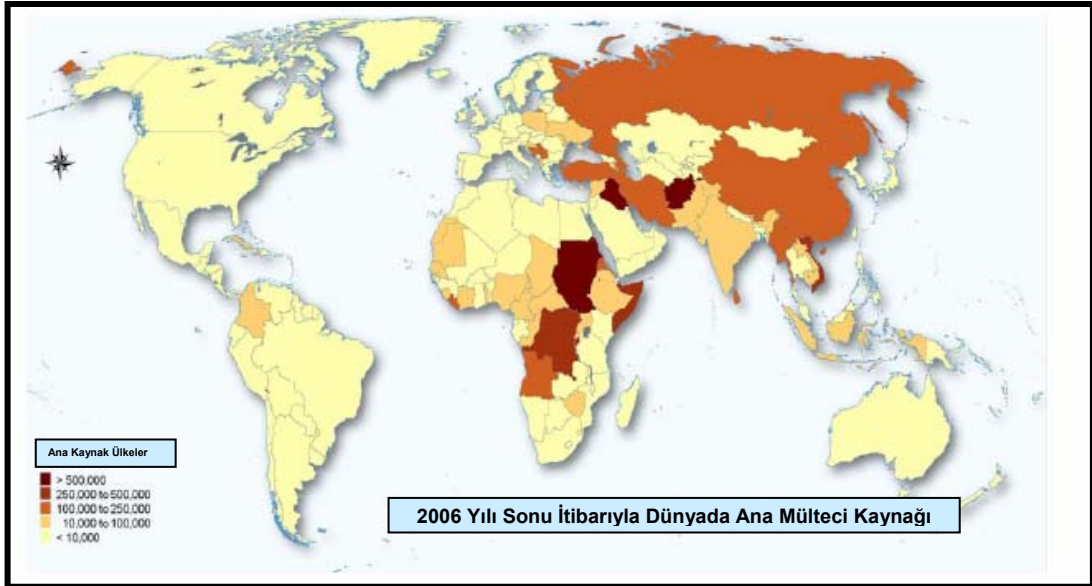 Ana Kaynak Ülkeler
> 500,000
250,000 to 500,000
100,000 to 250,000
10,000 to 100,000
< 10,000
2006 Yılı Sonu İtibarıyla Dünyada Ana Mülteci Kaynağı